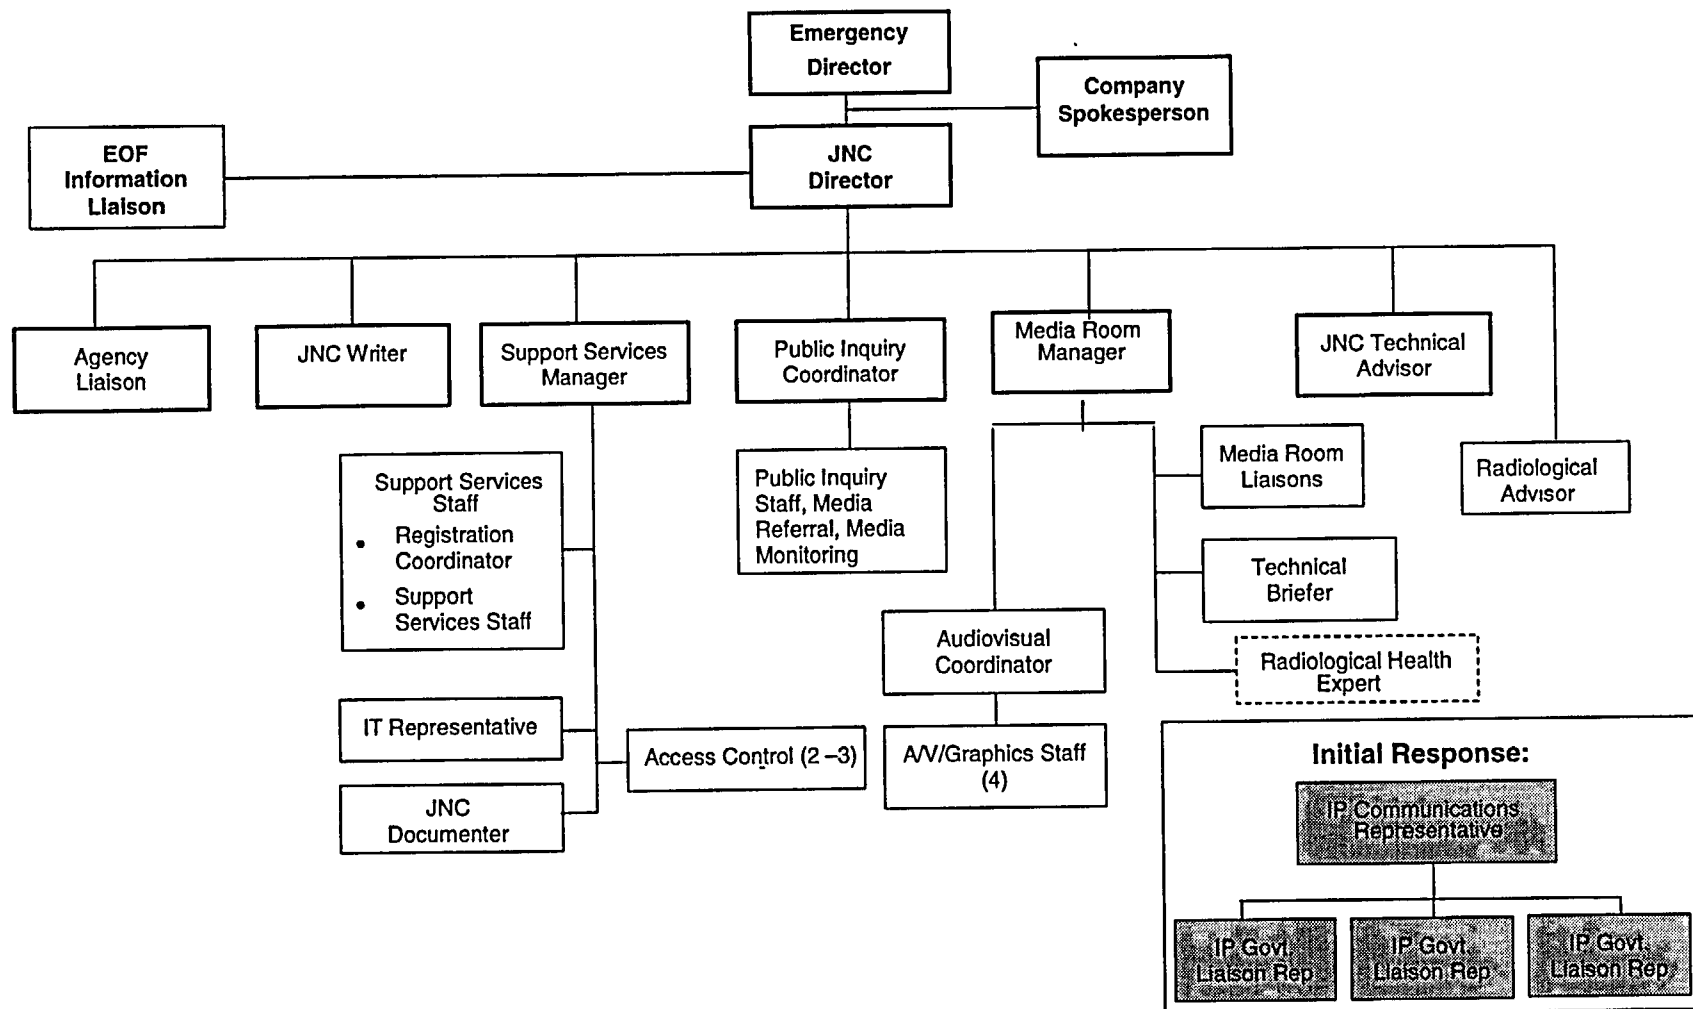 Emergency
Director
Company
Spokesperson
EOF
Information
Liaison
JNC
Director
Agency
Liaison
JNC Writer
Support Services
Manager
Public Inquiry
Coordinator
Media Room
Manager
JNC Technical
Advisor
Radiological
Advisor
Support Services
Staff
• Registration
Coordinator
• Support
Services Staff
Public Inquiry
Staff, Media
Referral, Media
Monitoring
Media Room
Liaisons
Technical
Briefer
Radiological Health
Expert
Audiovisual
Coordinator
IT Representative
Access Control (2 –3)
A/V/Graphics Staff
(4)
JNC
Documenter
Initial Response:
IP Communications
Representative
IP Govt.
Liaison Rep
IP Govt.
Liaison Rep
IP Govt.
Liaison Rep